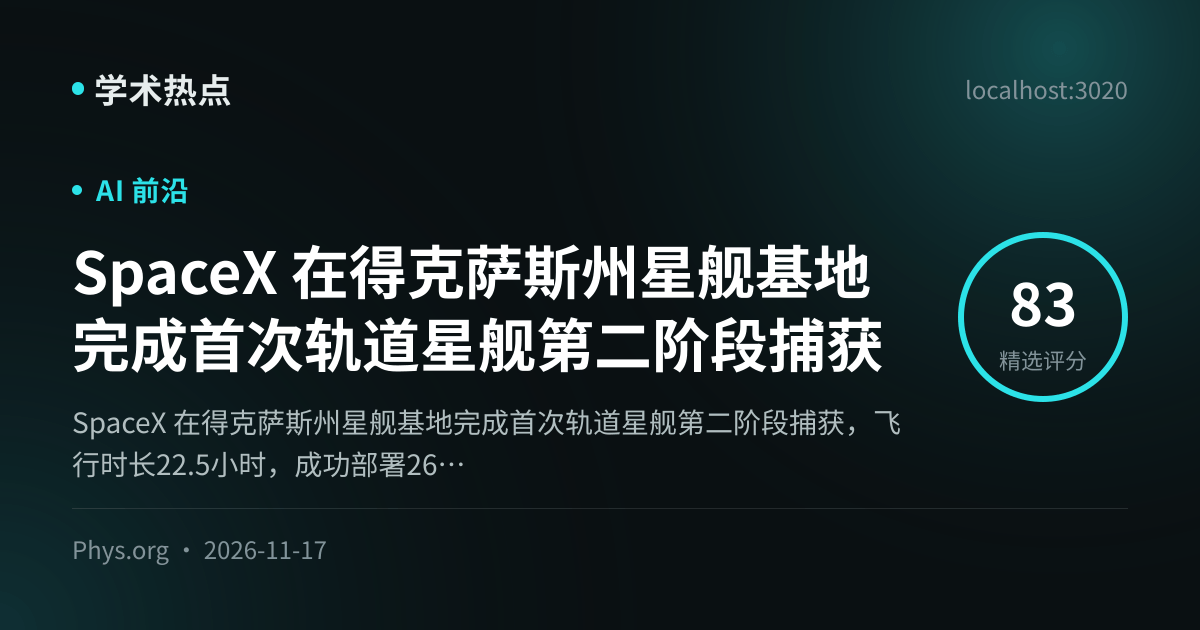 学术热点
localhost:3020
AI 前沿
SpaceX 在得克萨斯州星舰基地
完成首次轨道星舰第二阶段捕获
83
精选评分
SpaceX 在得克萨斯州星舰基地完成首次轨道星舰第二阶段捕获，飞
行时长22.5小时，成功部署26…
Phys.org · 2026-11-17